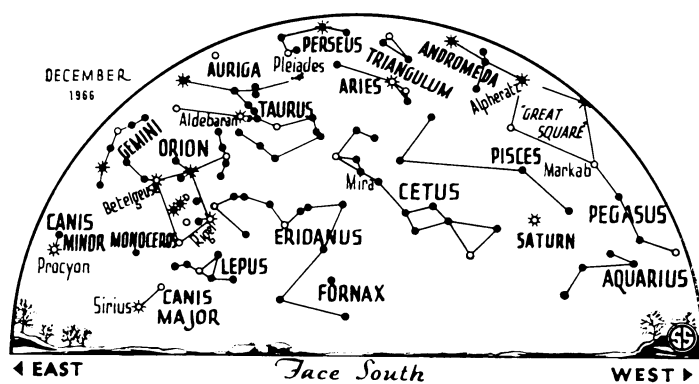 DECEMBER
1966
PERSEUS
Pleiades
AURIGA
TRIANGULUM
ANDROMEDA
ARIES
Alpheratz
Aldebaran
TAURUS
"GREAT
SQUARE"
GEMINI
ORION
Betelgeuse
Mira
CETUS
PISCES
Markab
PEGASUS
CANIS
MINOR
MONOCEROS
Rigel
Procyon
ERIDANUS
SATURN
LEPUS
FORNAX
AQUARIUS
Sirius
CANIS
MAJOR
SS
EAST
Face South
WEST